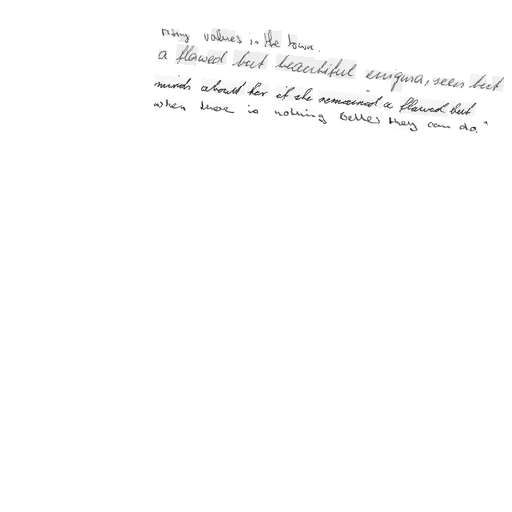 rising values in the town.
a flawed but beautiful enigma, seen but
minds about her if she remained a flawed but
when there is nothing better they can do."